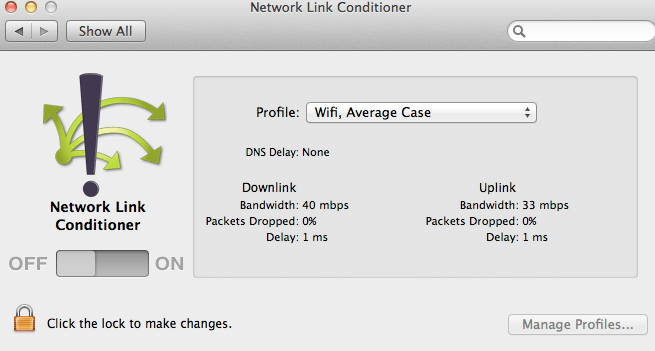 Network Link Conditioner
Show All
Profile: Wifi, Average Case
DNS Delay: None
Downlink
Bandwidth: 40 mbps
Packets Dropped: 0%
Delay: 1 ms
Uplink
Bandwidth: 33 mbps
Packets Dropped: 0%
Delay: 1 ms
Network Link
Conditioner
OFF ON
Click the lock to make changes.
Manage Profiles...